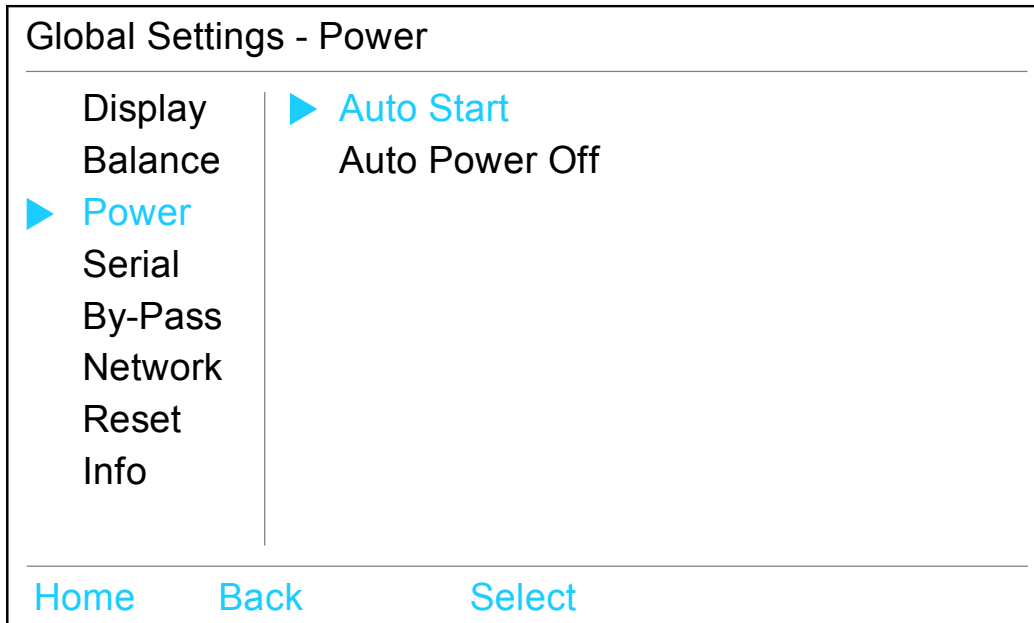 Global Settings - Power
Display
Balance
Power
Serial
By-Pass
Network
Reset
Info
Auto Start
Auto Power Off
Home Back Select